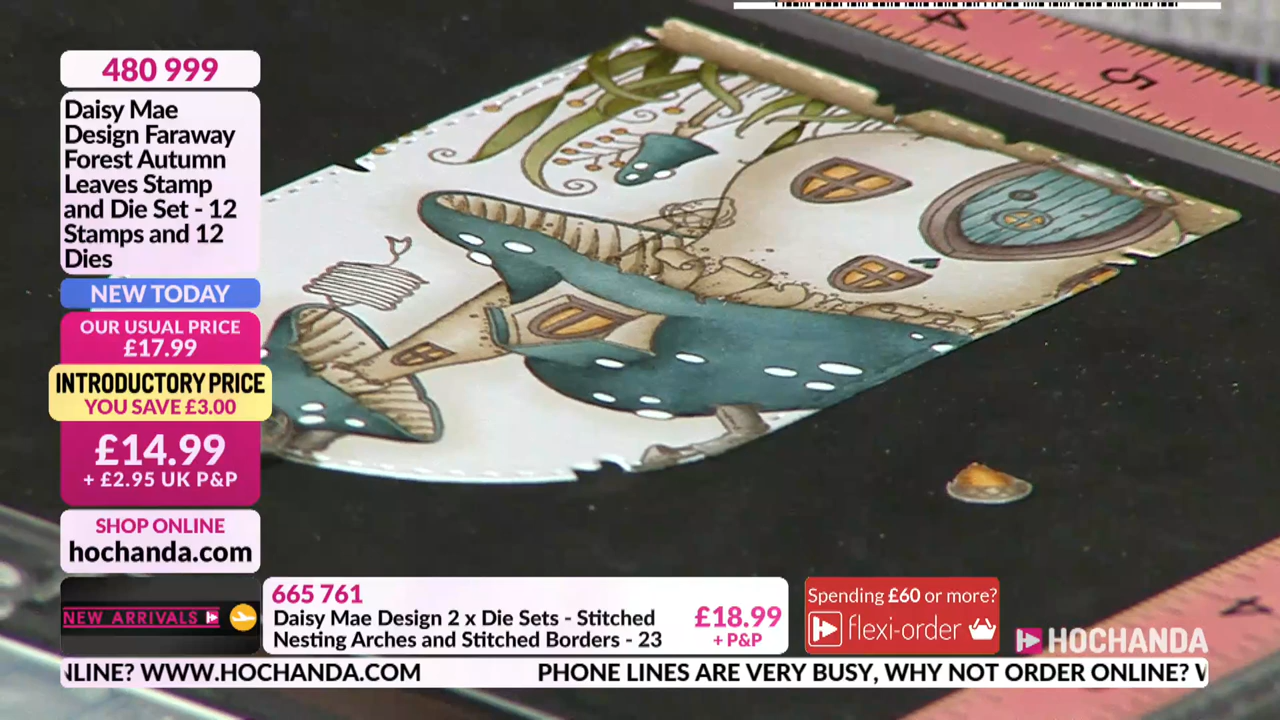 480 999
Daisy Mae
Design Faraway
Forest Autumn
Leaves Stamp
and Die Set - 12
Stamps and 12
Dies
NEW TODAY
OUR USUAL PRICE
£17.99
INTRODUCTORY PRICE
YOU SAVE £3.00
£14.99
+ £2.95 UK P&P
SHOP ONLINE
hochanda.com
4
5
4
NEW ARRIVALS
665 761
Daisy Mae Design 2 x Die Sets - Stitched
Nesting Arches and Stitched Borders - 23
£18.99
+ P&P
Spending £60 or more?
flexi-order
HOCHANDA
NLINE? WWW.HOCHANDA.COM PHONE LINES ARE VERY BUSY, WHY NOT ORDER ONLINE?